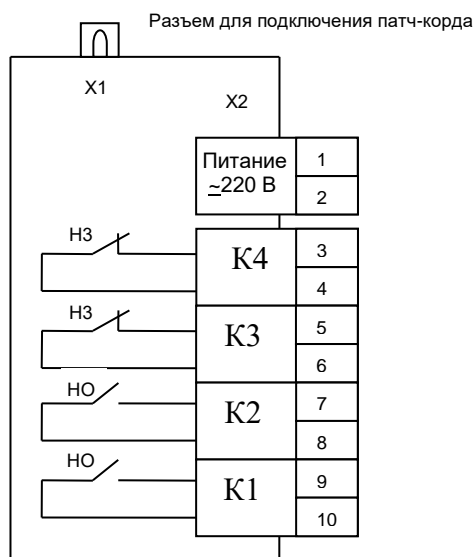 Разъем для подключения патч-корда
X1
X2
Питание
~220 В
1
2
НЗ
К4
3
4
НЗ
К3
5
6
НО
К2
7
8
НО
К1
9
10